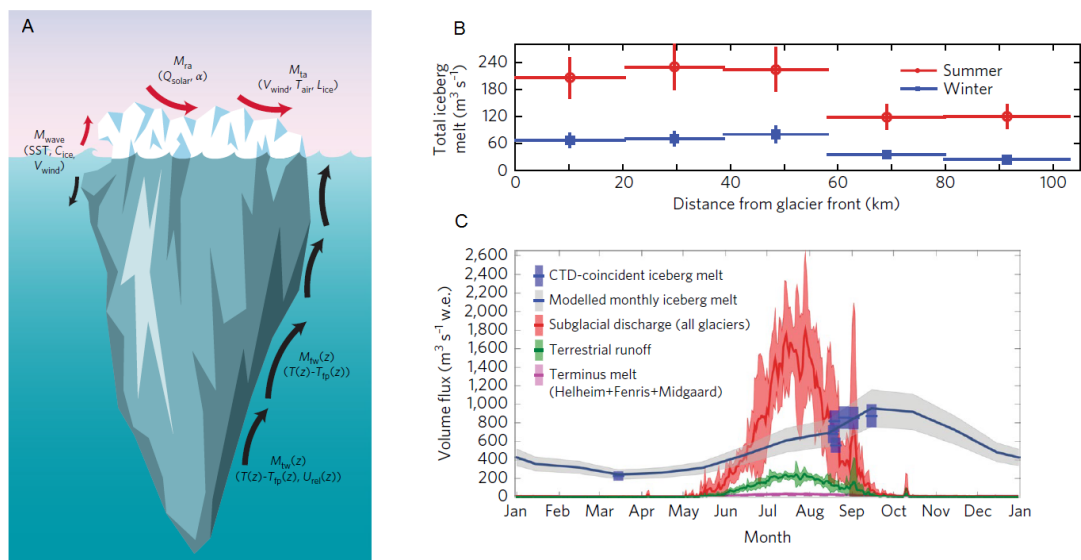 A
M_ra
(Q_solar, α)
M_ta
(V_wind, T_air, L_ice)
M_wave
(SST, C_ice,
V_wind)
M_tw(z)
(T(z)-T_fp(z))
M_tw(z)
(T(z)-T_fp(z), U_rel(z))
B
Total iceberg
melt (m³ s⁻¹)
240
180
120
60
0
Summer
Winter
0 20 40 60 80 100
Distance from glacier front (km)
C
Volume flux (m³ s⁻¹ w.e.)
2,600
2,400
2,200
2,000
1,800
1,600
1,400
1,200
1,000
800
600
400
200
0
CTD-coincident iceberg melt
Modelled monthly iceberg melt
Subglacial discharge (all glaciers)
Terrestrial runoff
Terminus melt
(Helheim+Fenris+Midgaard)
Jan Feb Mar Apr May Jun Jul Aug Sep Oct Nov Dec Jan
Month